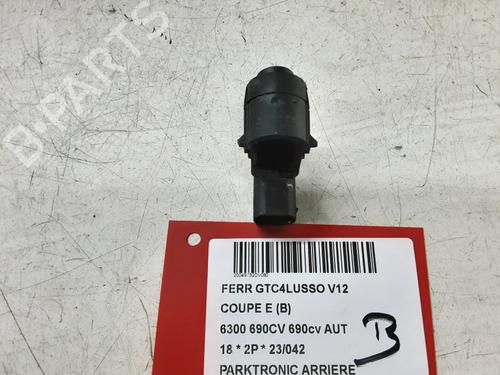 B-PARTS
FERR GTC4LUSSO V12
COUPE E (B)
6300 690CV 690cv AUT
18 * 2P * 23/042
PARKTRONIC ARRIERE
B